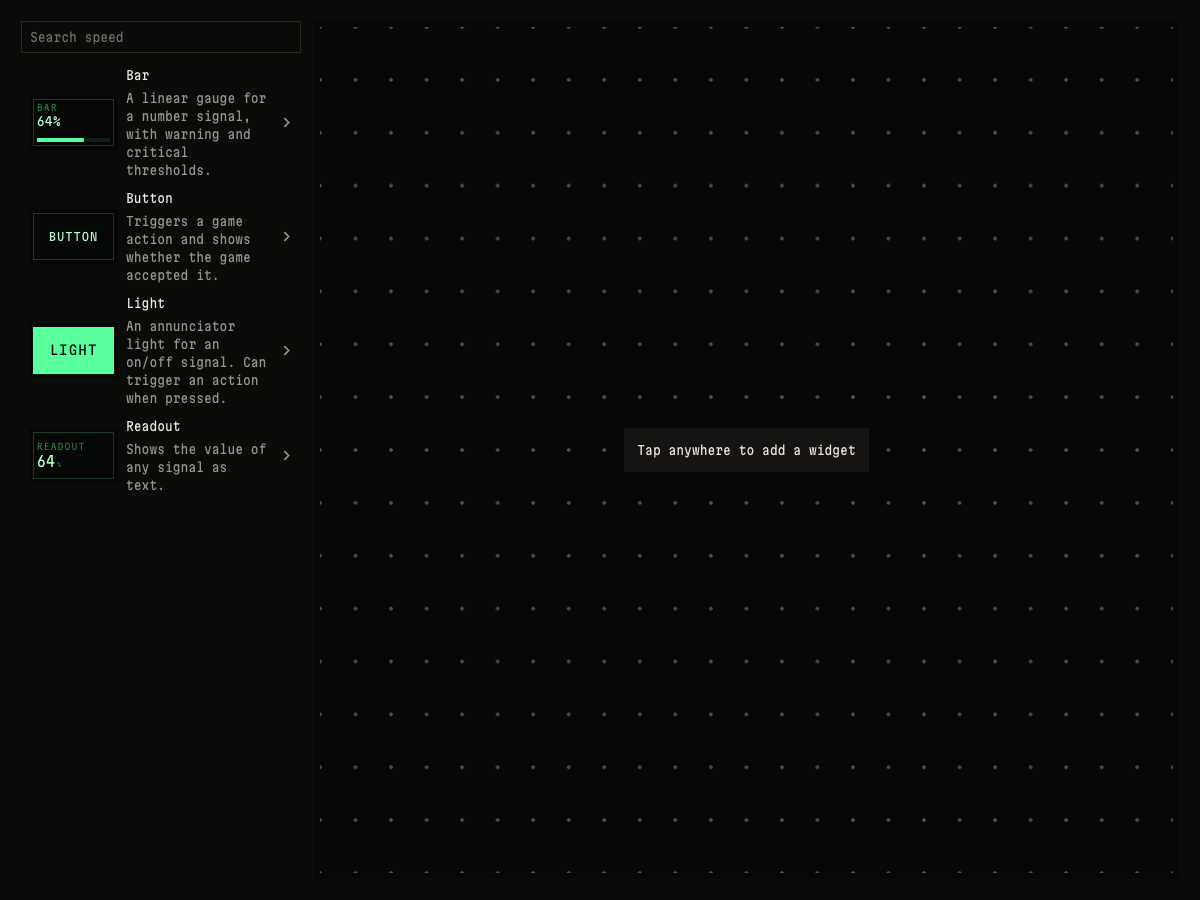 Search speed
Bar
BAR
64%
A linear gauge for
a number signal,
with warning and
critical
thresholds.
Button
BUTTON
Triggers a game
action and shows
whether the game
accepted it.
Light
LIGHT
An annunciator
light for an
on/off signal. Can
trigger an action
when pressed.
Readout
READOUT
64%
Shows the value of
any signal as
text.
Tap anywhere to add a widget